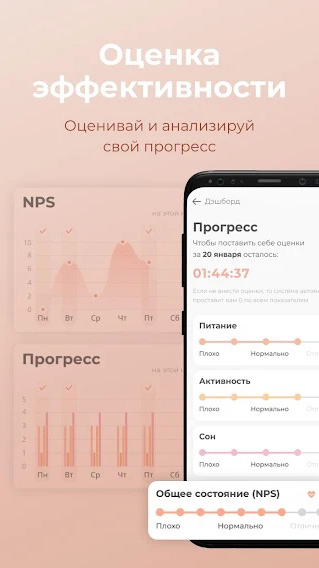 Оценка
эффективности
Оценивай и анализируй
свой прогресс
NPS
на этой н
10
8
6
4
2
0
Пн
Вт
Ср
Чт
Пт
Сб
Прогресс
на этой н
5
4
3
2
1
0
Пн
Вт
Ср
Чт
Пт
Сб
Дэшборд
Прогресс
Чтобы поставить себе оценки
за 20 января осталось:
01:44:37
Если не внести оценки, то система автом
проставит вам 0 по всем показателям
Питание
Плохо Нормально Отл
Активность
Плохо Нормально Отл
Сон
Плохо Нормально Отл
Общее состояние (NPS)
Плохо Нормально Отличн